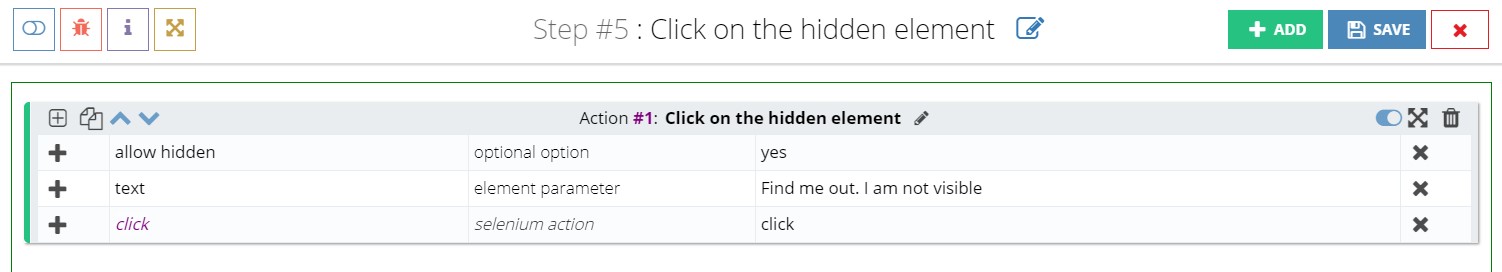 Step #5 : Click on the hidden element
ADD SAVE
Action #1: Click on the hidden element
allow hidden optional option yes
text element parameter Find me out. I am not visible
click selenium action click